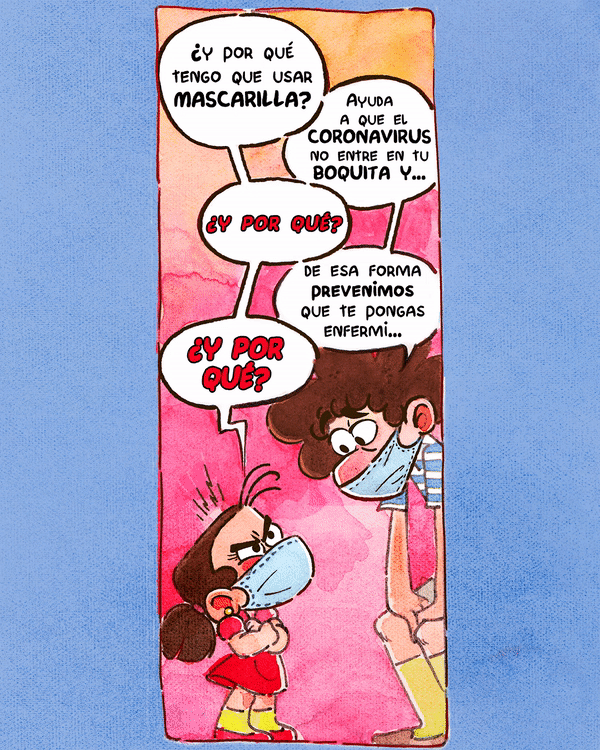 ¿Y POR QUÉ
TENGO QUE USAR
MASCARILLA?
AYUDA
A QUE EL
CORONAVIRUS
NO ENTRE EN TU
BOQUITA Y...
¿Y POR QUÉ?
DE ESA FORMA
PREVENIMOS
QUE TE PONGAS
ENFERMI...
¿Y POR
QUÉ?